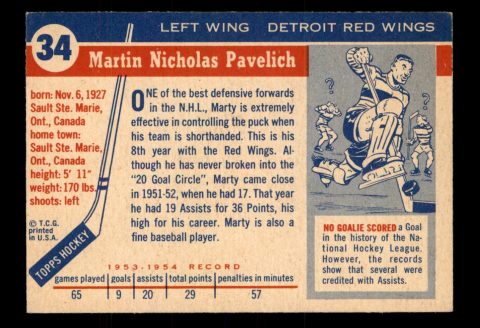 34
LEFT WING DETROIT RED WINGS
Martin Nicholas Pavelich
born: Nov. 6, 1927
Sault Ste. Marie,
Ont., Canada
home town:
Sault Ste. Marie,
Ont., Canada
height: 5' 11"
weight: 170 lbs.
shoots: left
© T.C.G.
printed
in U.S.A.
TOPPS HOCKEY
ONE of the best defensive forwards
in the N.H.L., Marty is extremely
effective in controlling the puck when
his team is shorthanded. This is his
8th year with the Red Wings. Al-
though he has never broken into the
"20 Goal Circle", Marty came close
in 1951-52, when he had 17. That year
he had 19 Assists for 36 Points, his
high for his career. Marty is also a
fine baseball player.
1953-1954 RECORD
games played goals assists total points penalties in minutes
65 9 20 29 57
? ?
NO GOALIE SCORED a Goal
in the history of the Na-
tional Hockey League.
However, the records
show that several were
credited with Assists.